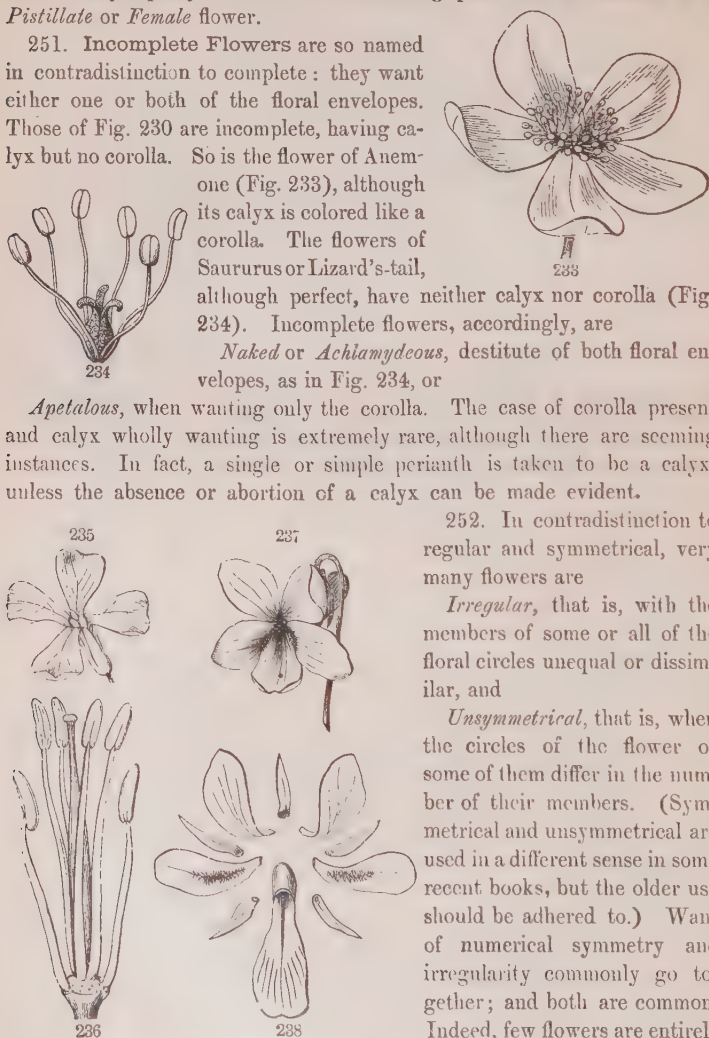 Pistillate or Female flower.
251. Incomplete Flowers are so named
in contradistinction to complete : they want
either one or both of the floral envelopes.
Those of Fig. 230 are incomplete, having ca-
lyx but no corolla. So is the flower of Anem-
one (Fig. 233), although
its calyx is colored like a
corolla. The flowers of
Saururus or Lizard's-tail,
although perfect, have neither calyx nor corolla (Fig.
234). Incomplete flowers, accordingly, are
Naked or Achlamydeous, destitute of both floral en
velopes, as in Fig. 234, or
Apetalous, when wanting only the corolla. The case of corolla presen
and calyx wholly wanting is extremely rare, although there are seeming
instances. In fact, a single or simple perianth is taken to be a calyx,
unless the absence or abortion of a calyx can be made evident.
233
234
235
237
236
238
252. In contradistinction to
regular and symmetrical, very
many flowers are
Irregular, that is, with the
members of some or all of the
floral circles unequal or dissim
ilar, and
Unsymmetrical, that is, when
the circles of the flower or
some of them differ in the num
ber of their members. (Sym
metrical and unsymmetrical ar
used in a different sense in som
recent books, but the older us
should be adhered to.) Wan
of numerical symmetry an
irregularity commonly go to
gether; and both are common
Indeed, few flowers are entirel